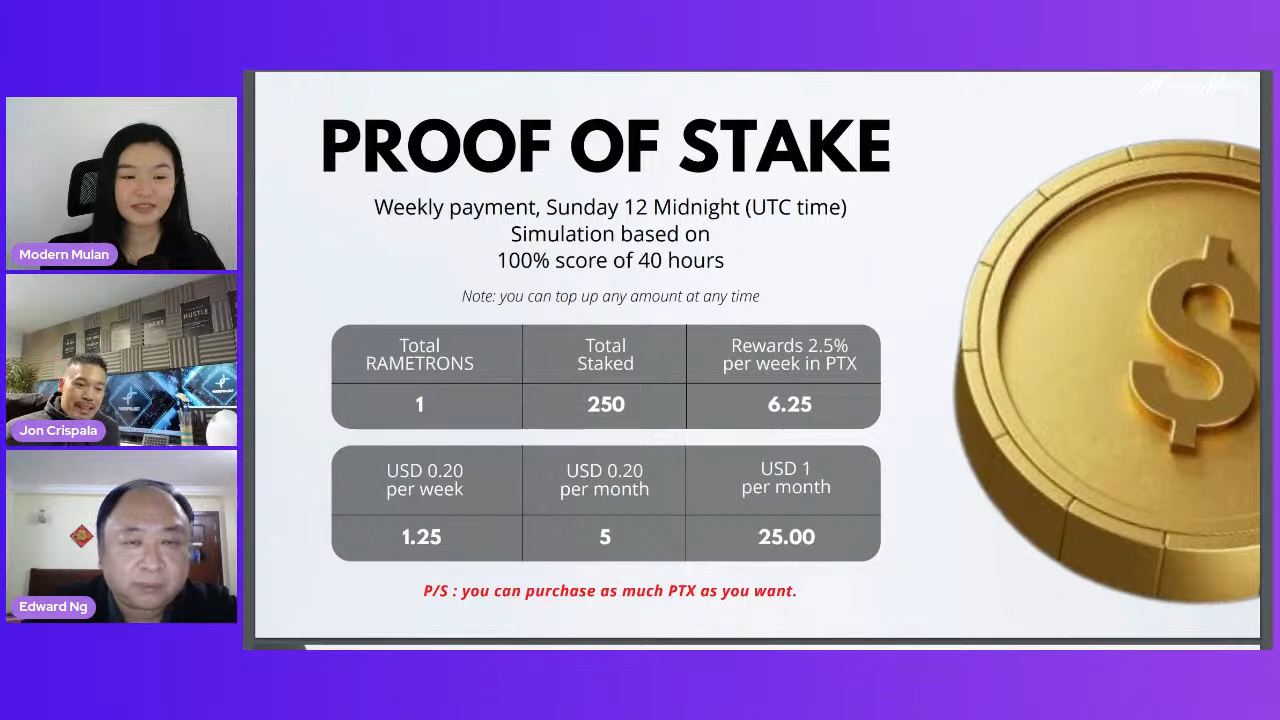 PROOF OF STAKE
Weekly payment, Sunday 12 Midnight (UTC time)
Simulation based on
100% score of 40 hours
Note: you can top up any amount at any time
Total
RAMETRONS
Total
Staked
Rewards 2.5%
per week in PTX
1
250
6.25
USD 0.20
per week
USD 0.20
per month
USD 1
per month
1.25
5
25.00
P/S : you can purchase as much PTX as you want.
Modern Mulan
HUSTLE
Jon Crispala
Edward Ng